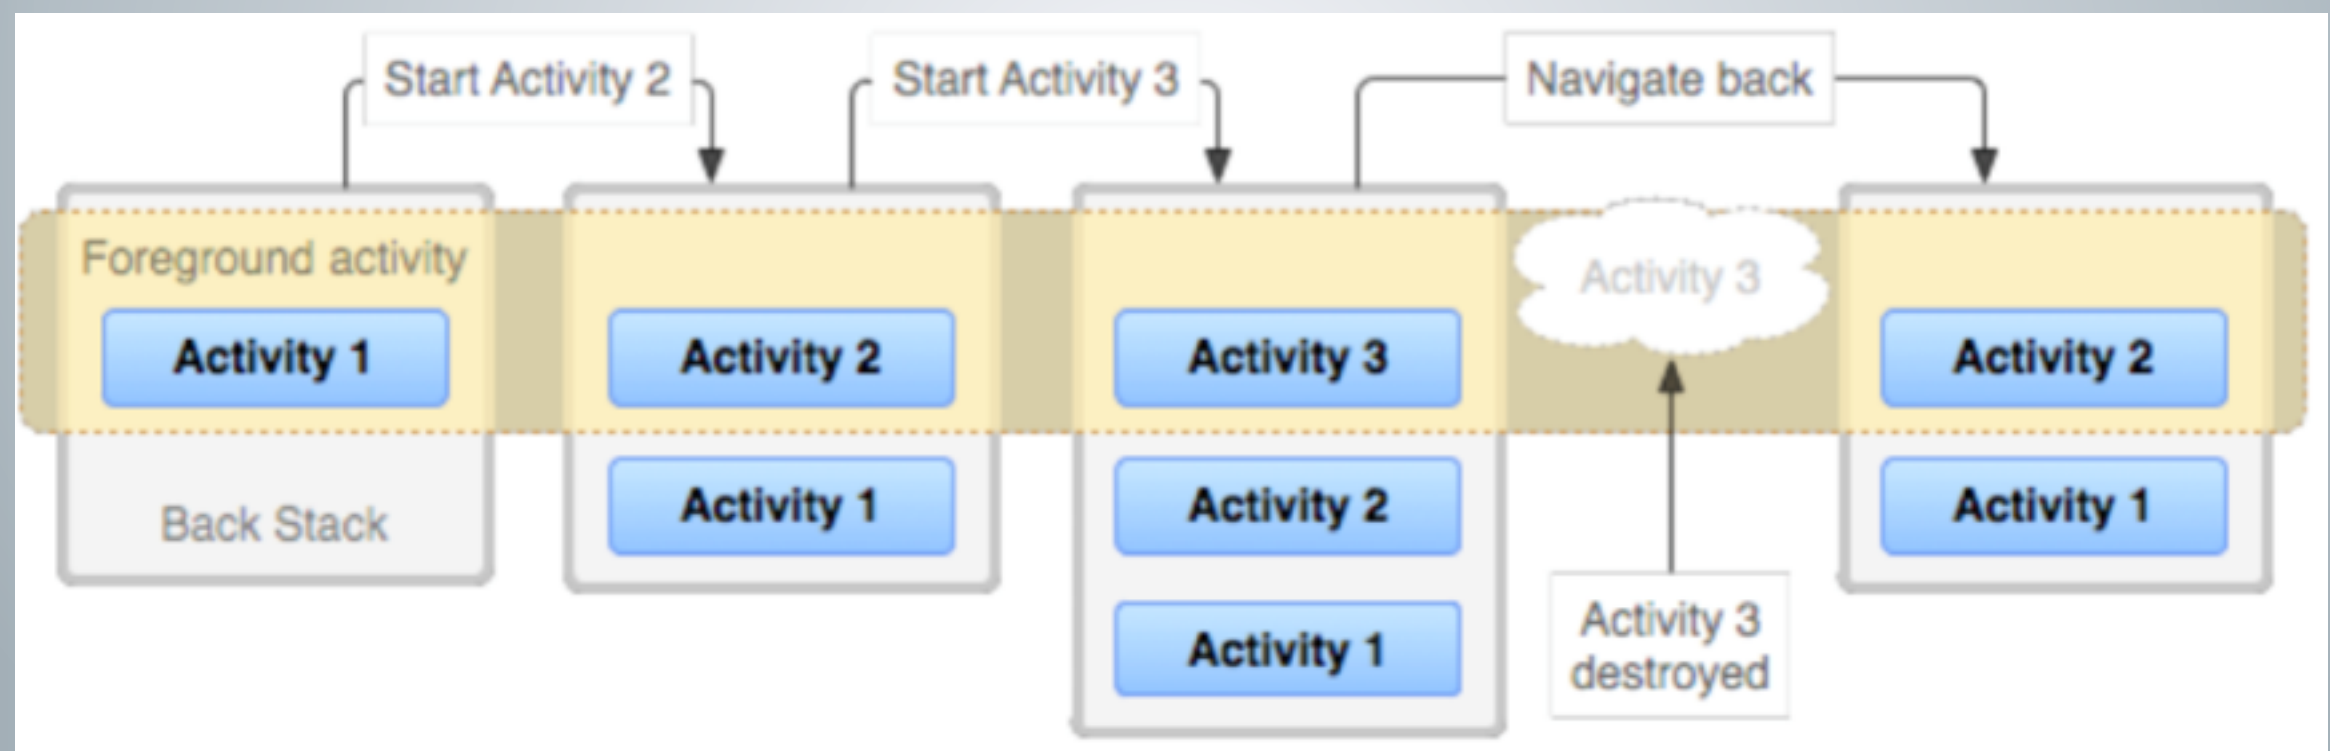 Start Activity 2
Start Activity 3
Navigate back
Foreground activity
Activity 1
Back Stack
Activity 2
Activity 1
Activity 3
Activity 2
Activity 1
Activity 3
Activity 3
destroyed
Activity 2
Activity 1